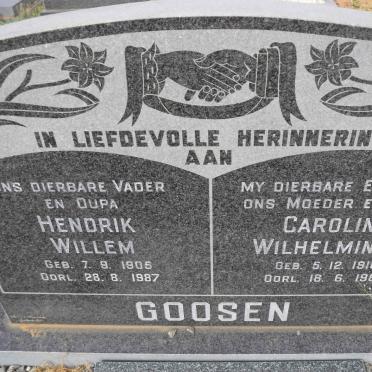 IN LIEFDEVOLLE HERINNERIN
AAN
ONS DIERBARE VADER
EN OUPA
HENDRIK
WILLEM
GEB. 7. 9. 1905
OORL. 28. 8. 1987
MY DIERBARE E
ONS MOEDER E
CAROLIN
WILHELMIN
GEB. 5. 12. 191
OORL. 18. 6. 19
GOOSEN